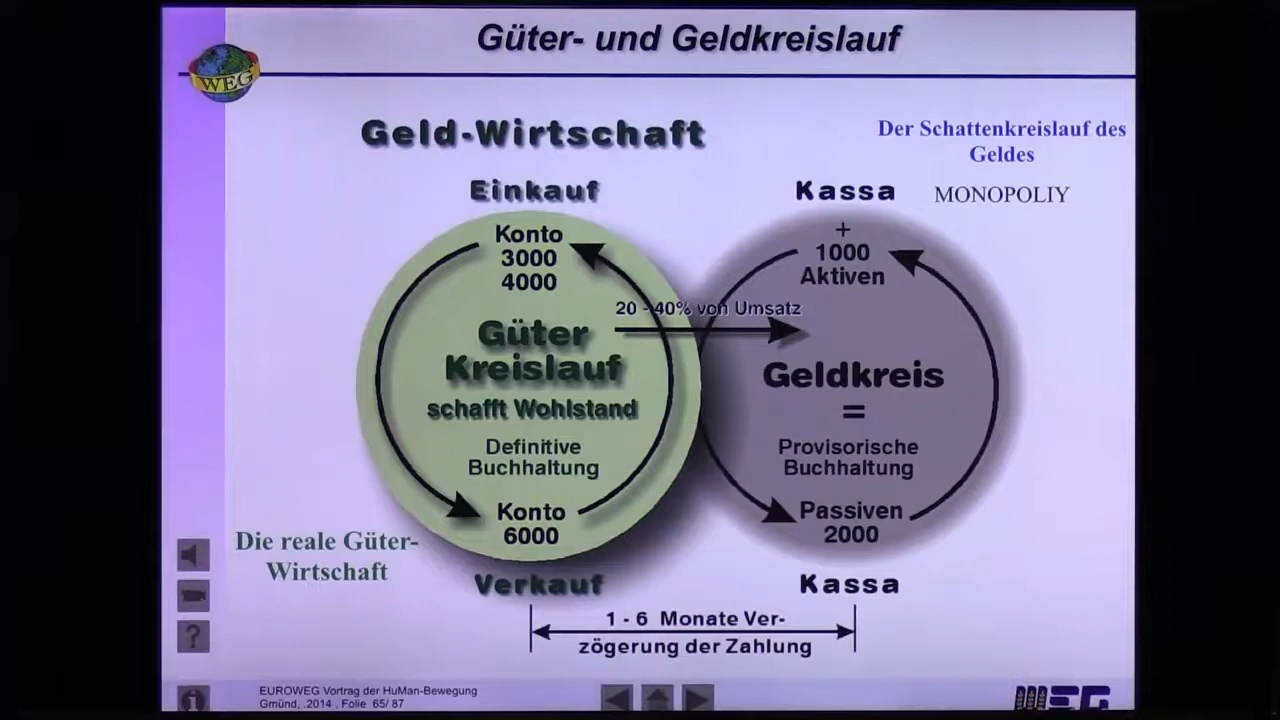 Güter- und Geldkreislauf
WEG
Geld-Wirtschaft
Der Schattenkreislauf des
Geldes
MONOPOLIY
Einkauf
Kassa
Konto
3000
4000
+
1000
Aktiven
20 - 40% von Umsatz
Güter
Kreislauf
schafft Wohlstand
Geldkreis
=
Definitive
Buchhaltung
Provisorische
Buchhaltung
Konto
6000
Passiven
2000
Die reale Güter-
Wirtschaft
Verkauf
Kassa
1 - 6 Monate Ver-
zögerung der Zahlung
?
i
EUROWEG Vortrag der HuMan-Bewegung
Gmünd, .2014 , Folie 65/ 87
WEG